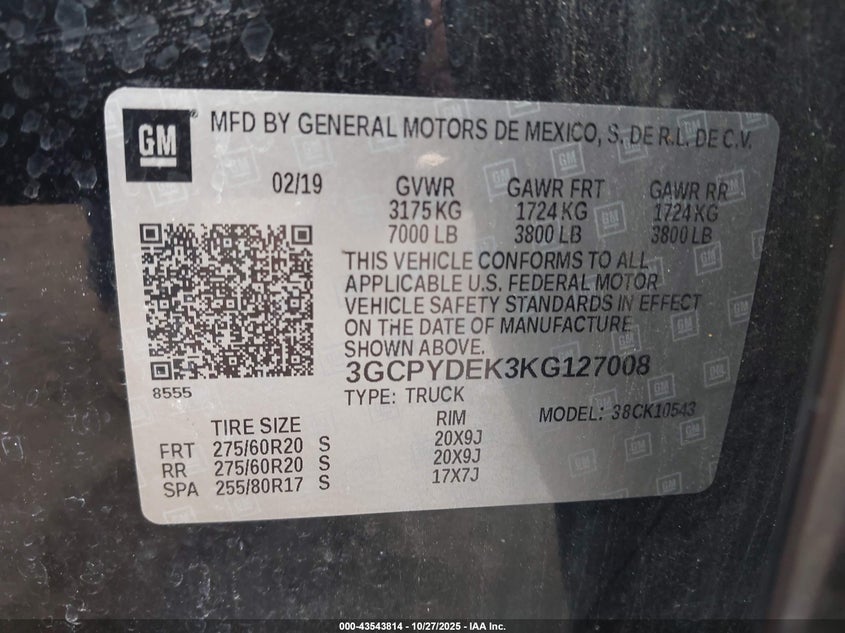 GM MFD BY GENERAL MOTORS DE MEXICO, S. DE R.L. DE C.V.
02/19 GVWR GAWR FRT GAWR RR
3175 KG 1724 KG 1724 KG
7000 LB 3800 LB 3800 LB
THIS VEHICLE CONFORMS TO ALL
APPLICABLE U.S. FEDERAL MOTOR
VEHICLE SAFETY STANDARDS IN EFFECT
ON THE DATE OF MANUFACTURE
SHOWN ABOVE.
3GCPYDEK3KG127008
8555
TYPE: TRUCK
MODEL: 38CK10543
TIRE SIZE RIM
FRT 275/60R20 S 20X9J
RR 275/60R20 S 20X9J
SPA 255/80R17 S 17X7J
000-43543814 - 10/27/2025 - IAA Inc.